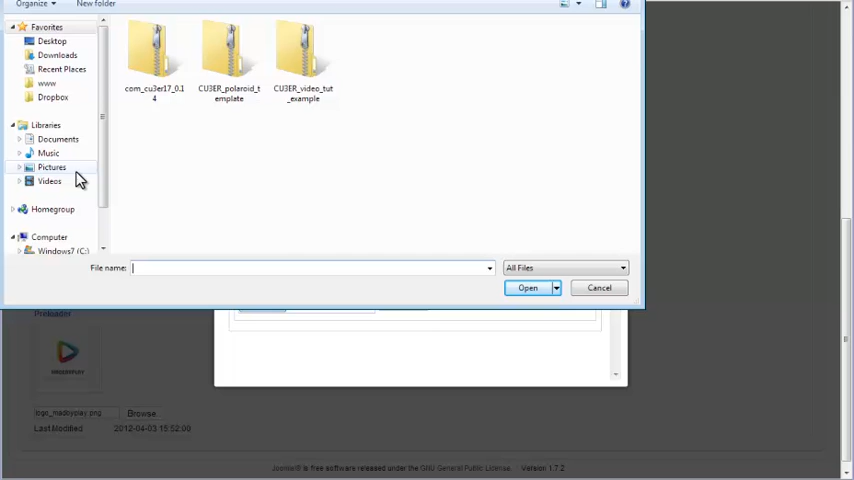 Organize
New folder
Favorites
Desktop
Downloads
Recent Places
www
Dropbox
Libraries
Documents
Music
Pictures
Videos
Homegroup
Computer
Windows7 (C:)
com_cu3er17_0.1
4
CU3ER_polaroid_t
emplate
CU3ER_video_tut
_example
File name:
All Files
Open
Cancel
Preloader
MADBYPLAY
logo_madbyplay.png
Browse..
Last Modified
2012-04-03 15:52:00
Joomla!® is free software released under the GNU General Public License.
Version 1.7.2